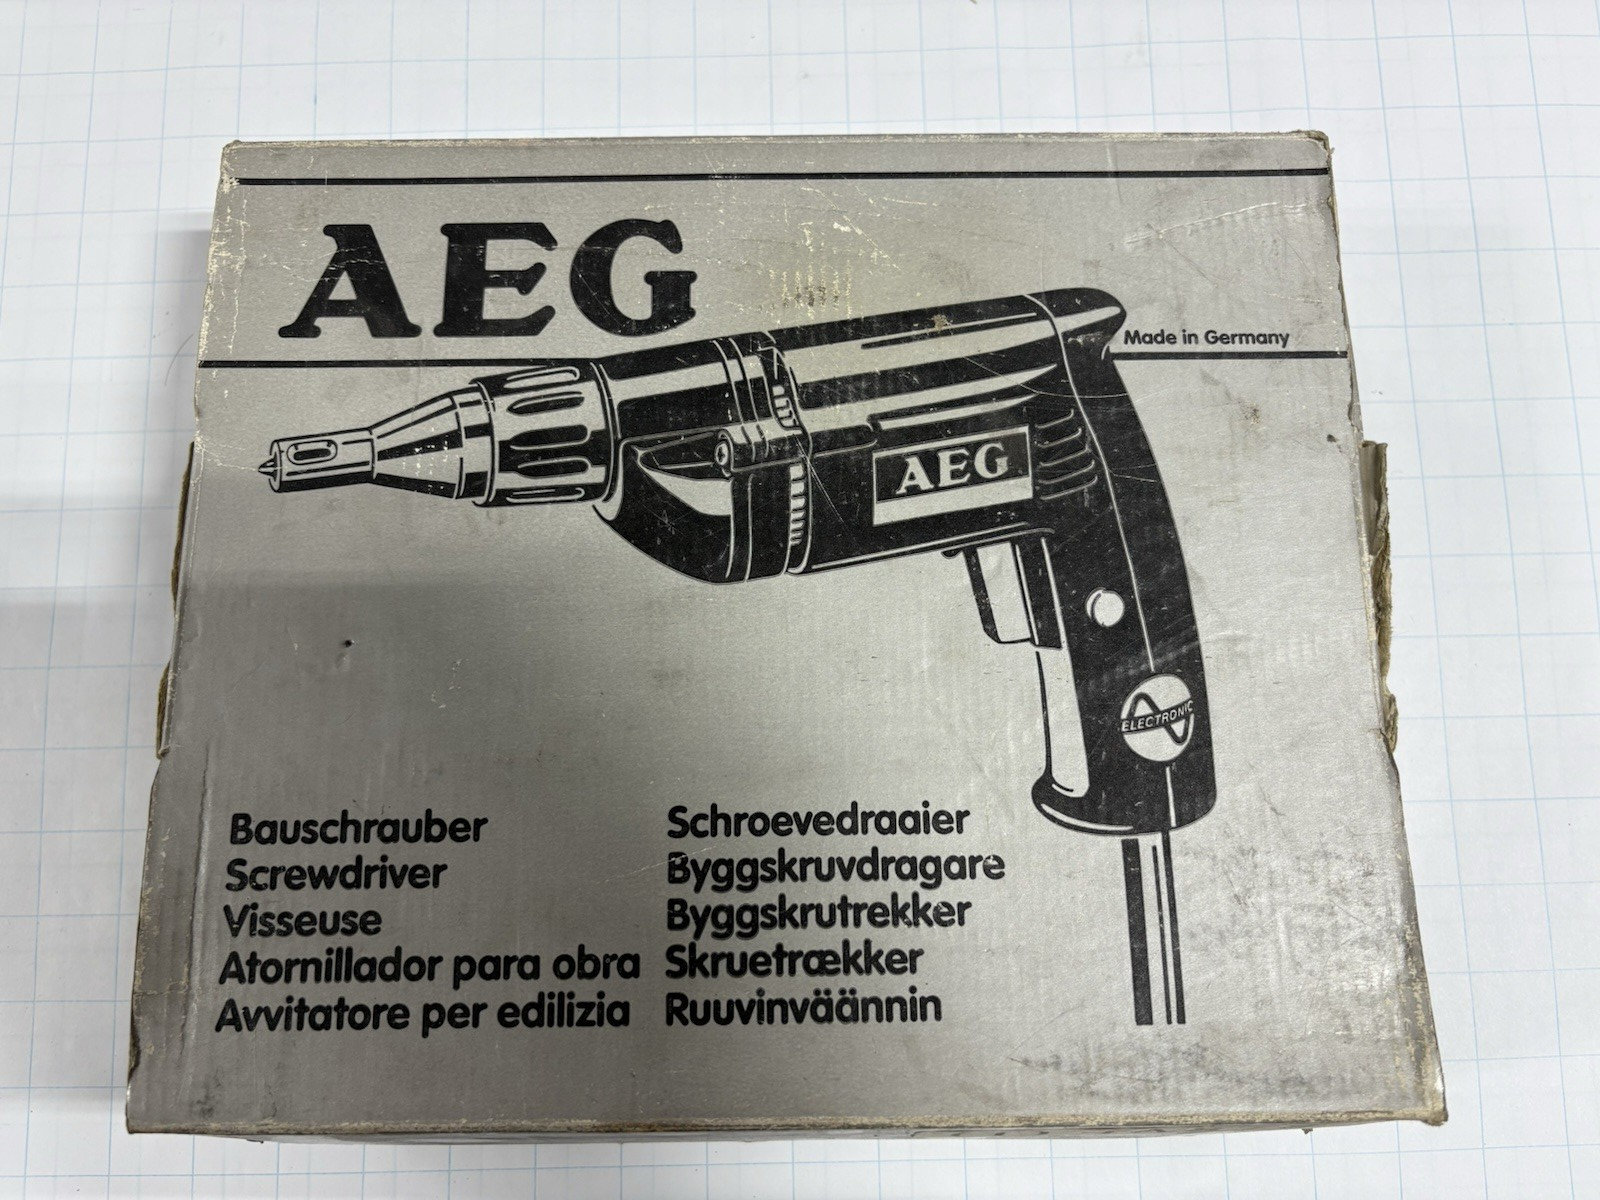 AEG
Made in Germany
AEG
ELECTRONIC
Bauschrauber
Screwdriver
Visseuse
Atornillador para obra
Avvitatore per edilizia
Schroevedraaier
Byggskruvdragare
Byggskrutrekker
Skruetrækker
Ruuvinväännin